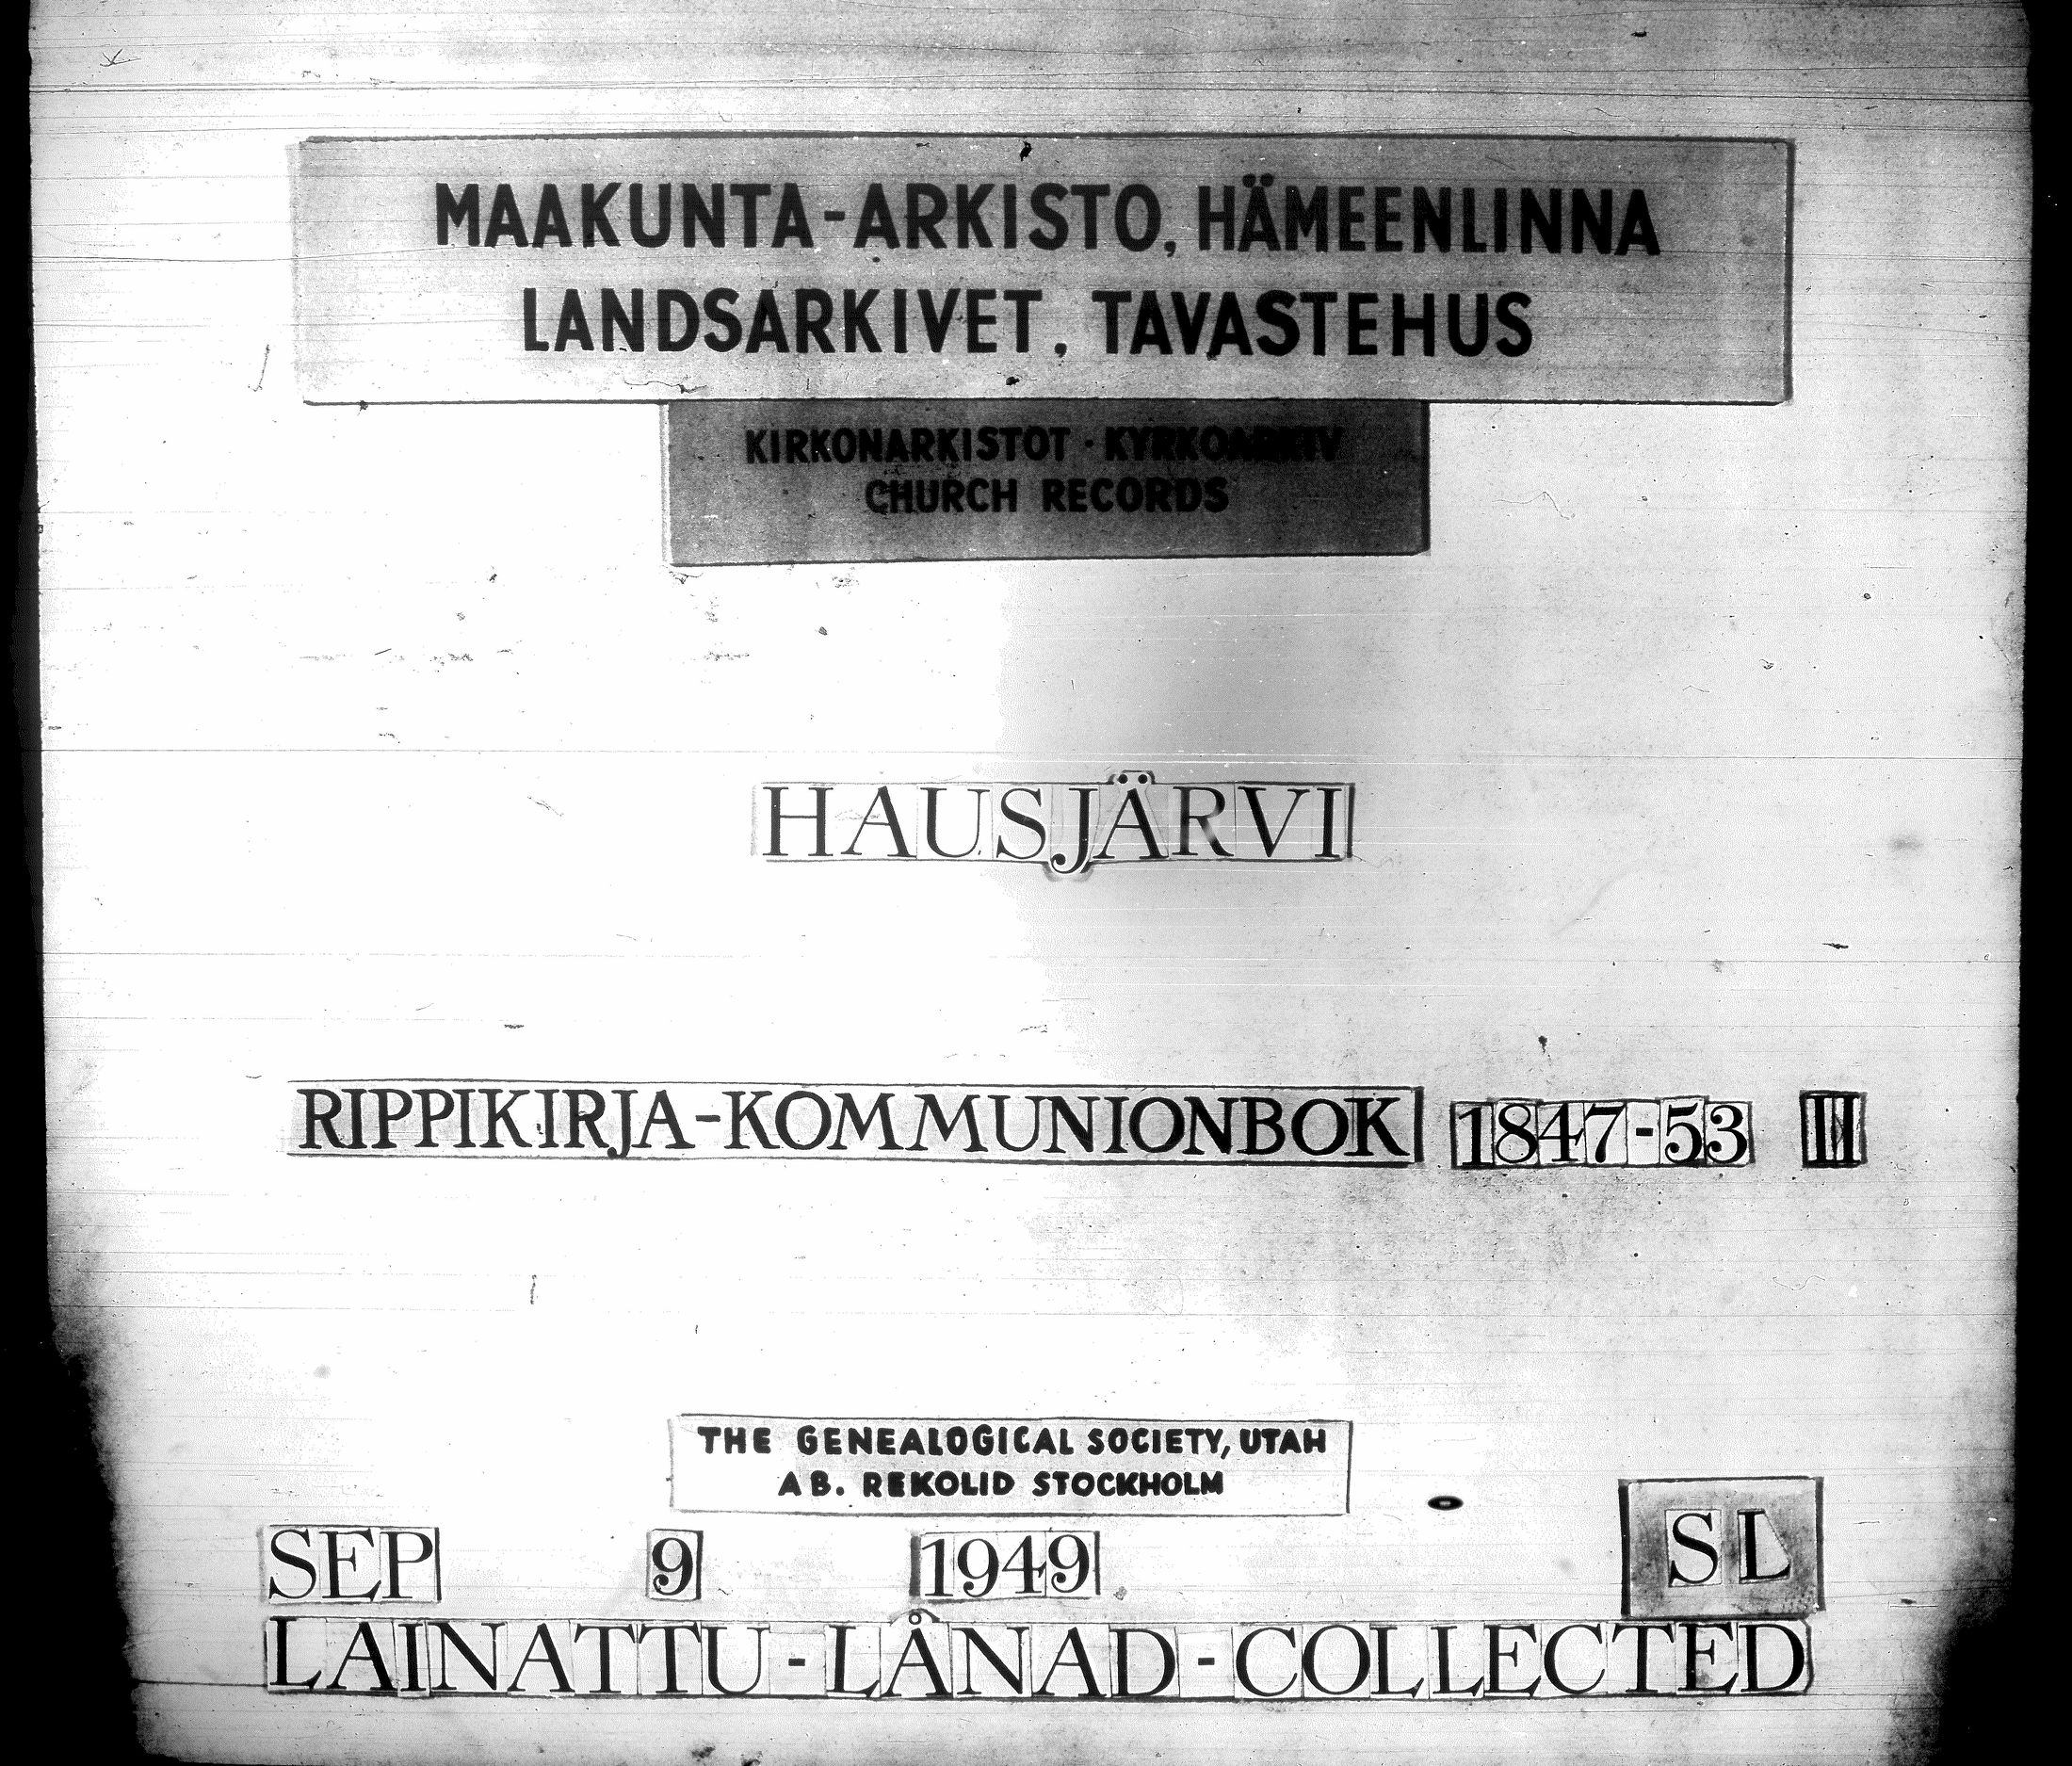 MAAKUNTA-ARKISTO, HÄMEENLINNA
LANDSARKIVET, TAVASTEHUS
KIRKONARKISTOT · KYRKOARKIV
CHURCH RECORDS
HAUSJÄRVI
RIPPIKIRJA-KOMMUNIONBOK 1847-53 III
THE GENEALOGICAL SOCIETY, UTAH
AB. REKOLID STOCKHOLM
SEP 9 1949
SL
LAINATTU-LÅNAD-COLLECTED